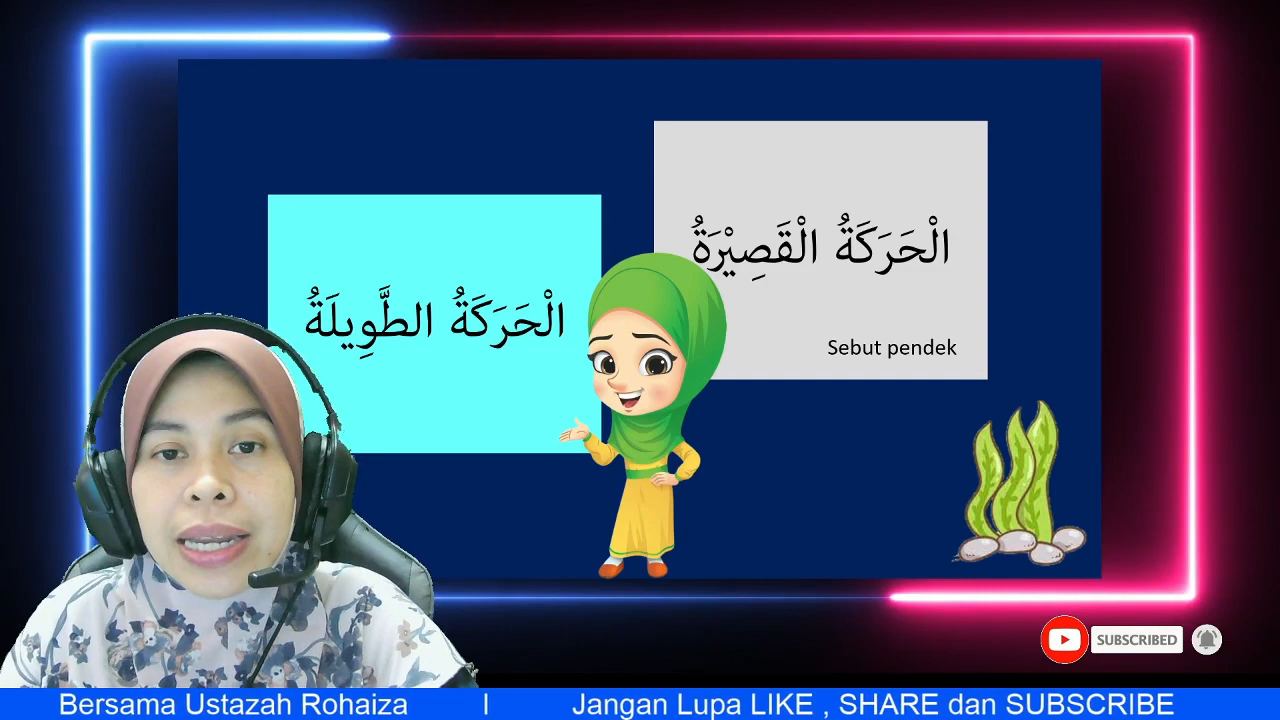 الْحَرَكَةُ الْقَصِيْرَةُ
Sebut pendek
الْحَرَكَةُ الطَّوِيلَةُ
SUBSCRIBED
Bersama Ustazah Rohaiza I Jangan Lupa LIKE , SHARE dan SUBSCRIBE